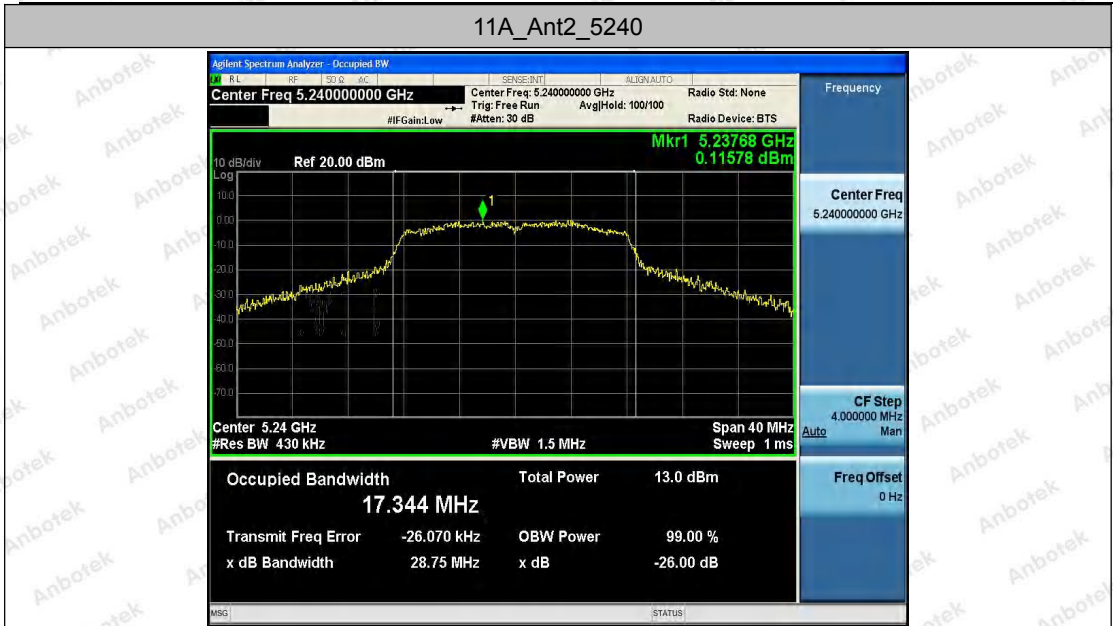 11A_Ant2_5240
Agilent Spectrum Analyzer - Occupied BW
RL RF 50 Ω AC SENSE:INT ALIGNAUTO
Center Freq 5.240000000 GHz
Center Freq: 5.240000000 GHz Radio Std: None
Trig: Free Run Avg|Hold: 100/100
#IFGain:Low #Atten: 30 dB Radio Device: BTS
Mkr1 5.23768 GHz
0.11578 dBm
10 dB/div Ref 20.00 dBm
Log
10.0
0.00
-10.0
-20.0
-30.0
-40.0
-50.0
-60.0
-70.0
1
Center 5.24 GHz Span 40 MHz
#Res BW 430 kHz #VBW 1.5 MHz Sweep 1 ms
Occupied Bandwidth Total Power 13.0 dBm
17.344 MHz
Transmit Freq Error -26.070 kHz OBW Power 99.00 %
x dB Bandwidth 28.75 MHz x dB -26.00 dB
MSG STATUS
Frequency
Center Freq
5.240000000 GHz
CF Step
4.000000 MHz
Auto Man
Freq Offset
0 Hz
Anbotek